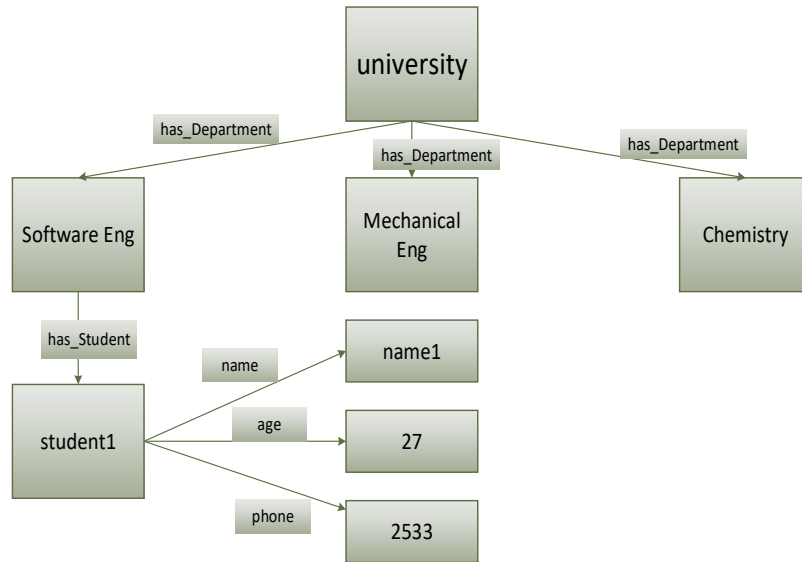 university
has_Department
has_Department
has_Department
Software Eng
Mechanical
Eng
Chemistry
has_Student
student1
name
name1
age
27
phone
2533